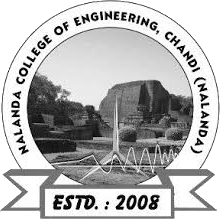 NALANDA COLLEGE OF ENGINEERING, CHANDI (NALANDA)
ESTD. : 2008